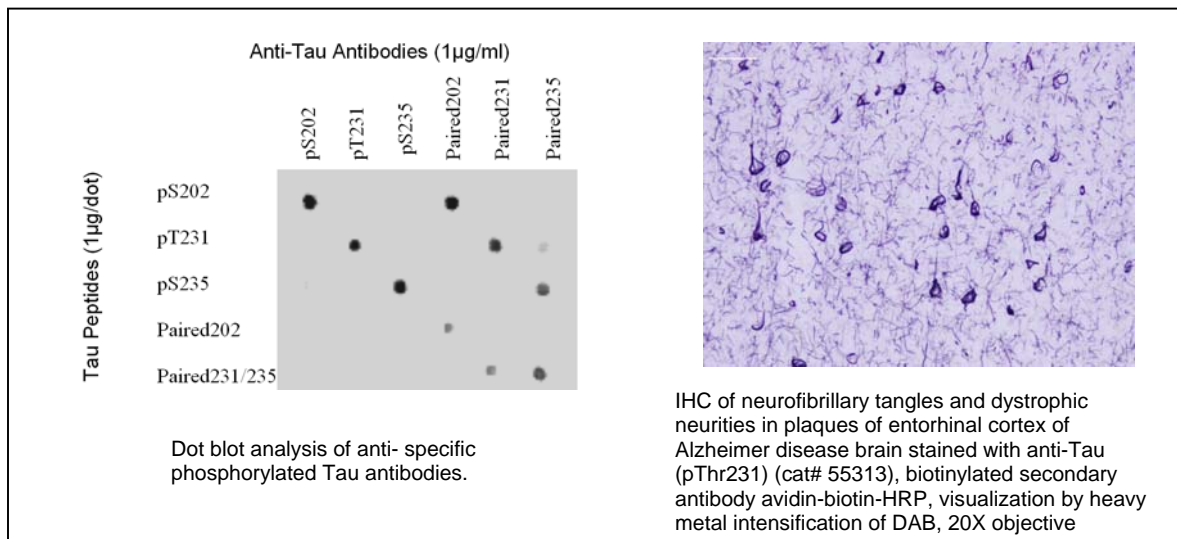 Anti-Tau Antibodies (1µg/ml)
pS202
pT231
pS235
Paired202
Paired231
Paired235
Tau Peptides (1µg/dot)
pS202
pT231
pS235
Paired202
Paired231/235
Dot blot analysis of anti- specific
phosphorylated Tau antibodies.
IHC of neurofibrillary tangles and dystrophic
neurities in plaques of entorhinal cortex of
Alzheimer disease brain stained with anti-Tau
(pThr231) (cat# 55313), biotinylated secondary
antibody avidin-biotin-HRP, visualization by heavy
metal intensification of DAB, 20X objective